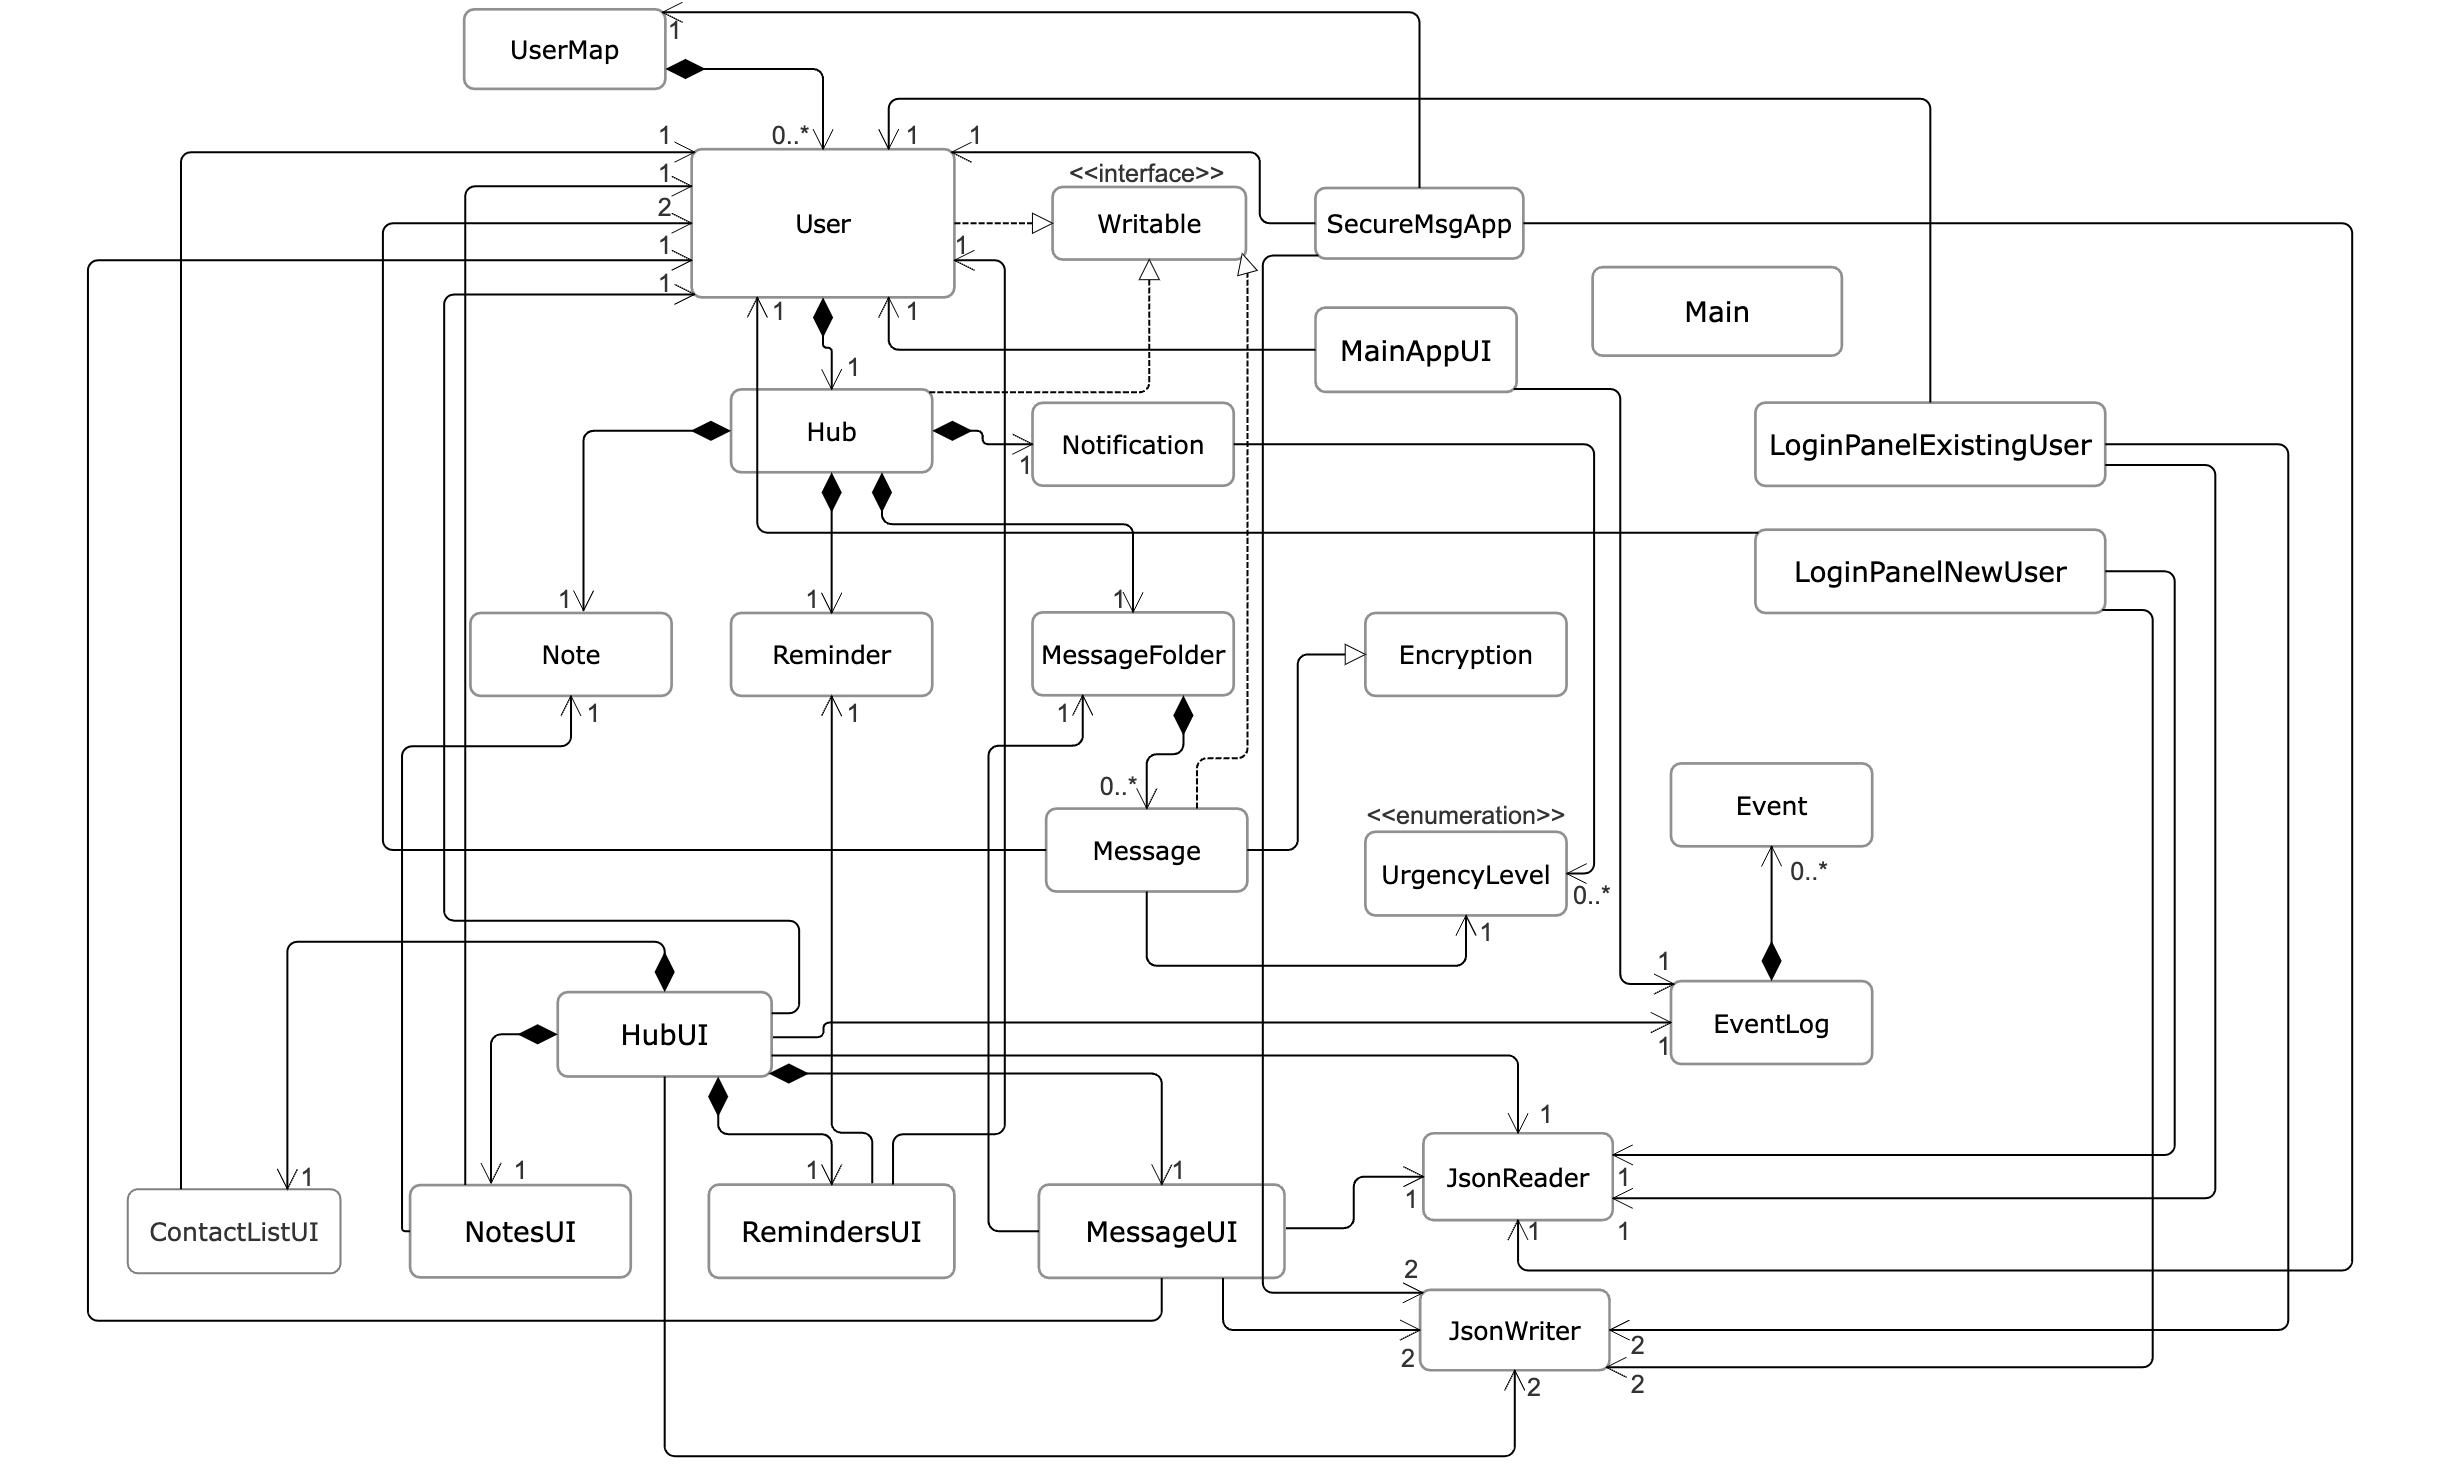 UserMap
1
0..*
1
1
1
1
2
1
1
User
1
1
1
<<interface>>
Writable
SecureMsgApp
Main
MainAppUI
1
Hub
1
Notification
LoginPanelExistingUser
LoginPanelNewUser
1
1
1
Note
Reminder
MessageFolder
Encryption
1
1
1
0..*
Message
<<enumeration>>
UrgencyLevel
0..*
1
Event
0..*
1
HubUI
EventLog
1
1
1
1
1
1
ContactListUI
NotesUI
RemindersUI
MessageUI
JsonReader
1
1
1
1
2
JsonWriter
2
2
2
2